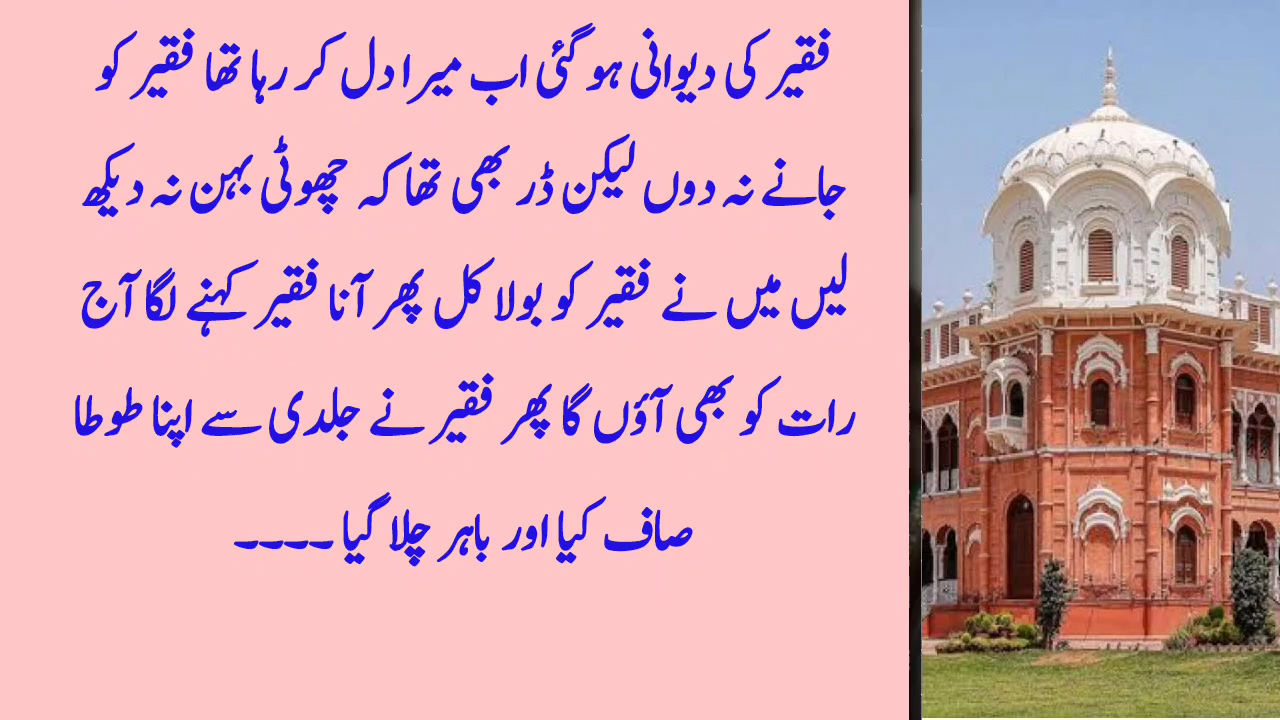 فقیر کی دیوانی ہو گئی اب میرا دل کر رہا تھا فقیر کو
جانے نہ دوں لیکن ڈر بھی تھا کہ چھوٹی بہن نہ دیکھ
لیں میں نے فقیر کو بولا کل پھر آنا فقیر کہنے لگا آج
رات کو بھی آؤں گا پھر فقیر نے جلدی سے اپنا طوطا
صاف کیا اور باہر چلا گیا ۔۔۔۔